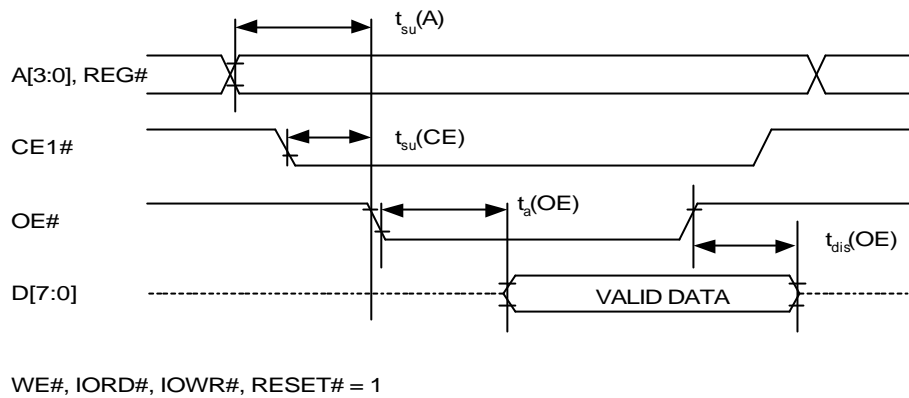 t_su(A)
A[3:0], REG#
CE1#
t_su(CE)
t_a(OE)
OE#
t_dis(OE)
D[7:0]
VALID DATA
WE#, IORD#, IOWR#, RESET# = 1